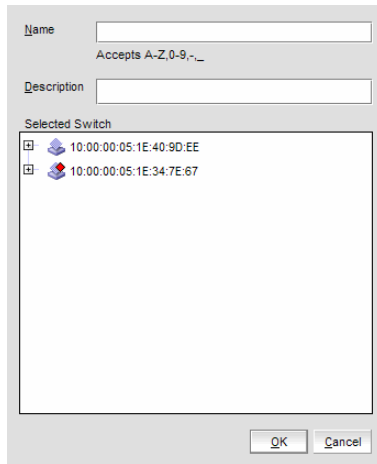 Name
Accepts A-Z,0-9,-,_
Description
Selected Switch
10:00:00:05:1E:40:9D:EE
10:00:00:05:1E:34:7E:67
OK Cancel